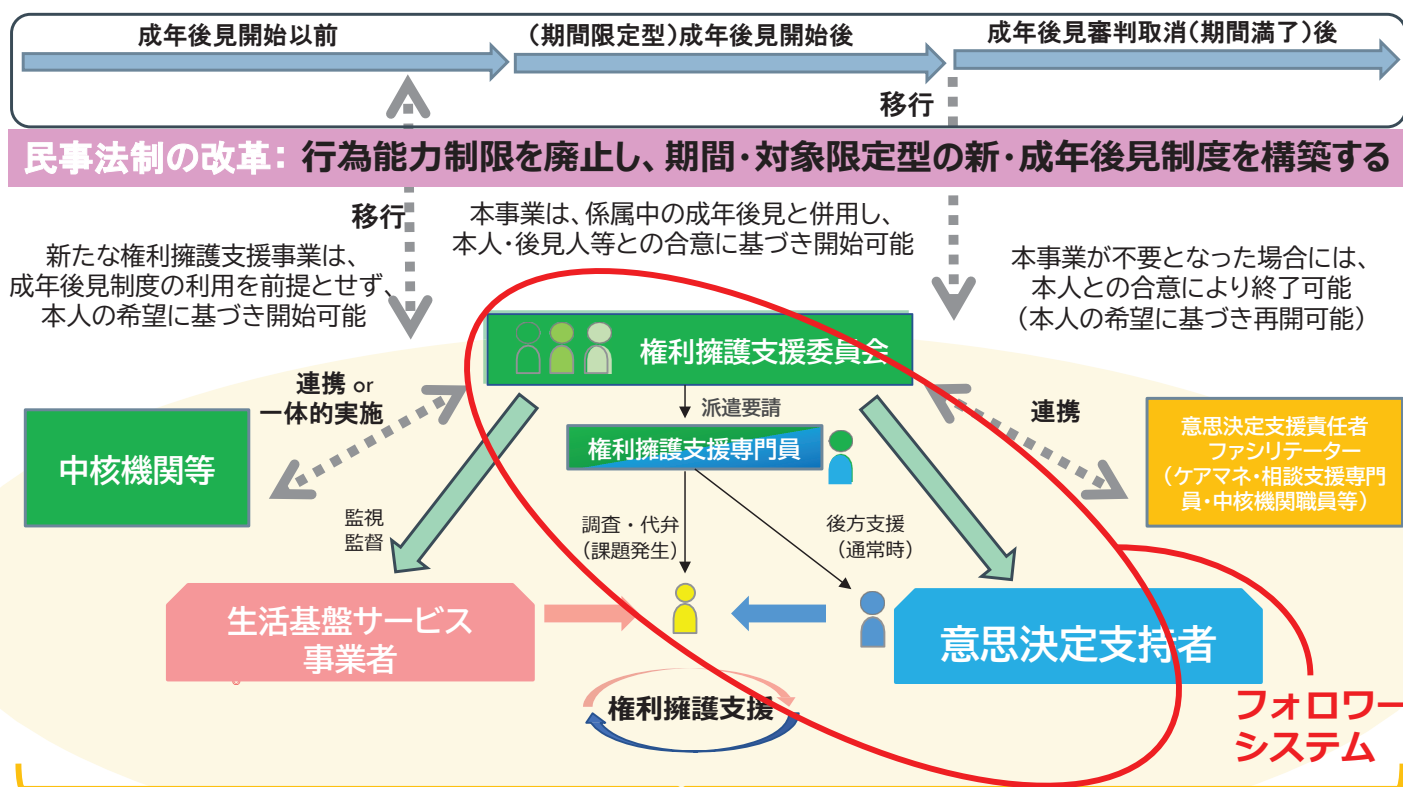 成年後見開始以前
（期間限定型）成年後見開始後
成年後見審判取消(期間満了)後
移行
民事法制の改革：行為能力制限を廃止し、期間・対象限定型の新・成年後見制度を構築する
移行
本事業は、係属中の成年後見と併用し、
本人・後見人等との合意に基づき開始可能
新たな権利擁護支援事業は、
成年後見制度の利用を前提とせず、
本人の希望に基づき開始可能
本事業が不要となった場合には、
本人との合意により終了可能
（本人の希望に基づき再開可能）
権利擁護支援委員会
連携 or
一体的実施
派遣要請
連携
中核機関等
権利擁護支援専門員
意思決定支援責任者
ファシリテーター
（ケアマネ・相談支援専門
員・中核機関職員等）
監視
監督
調査・代弁
（課題発生）
後方支援
（通常時）
生活基盤サービス
事業者
意思決定支持者
権利擁護支援
フォロワー
システム